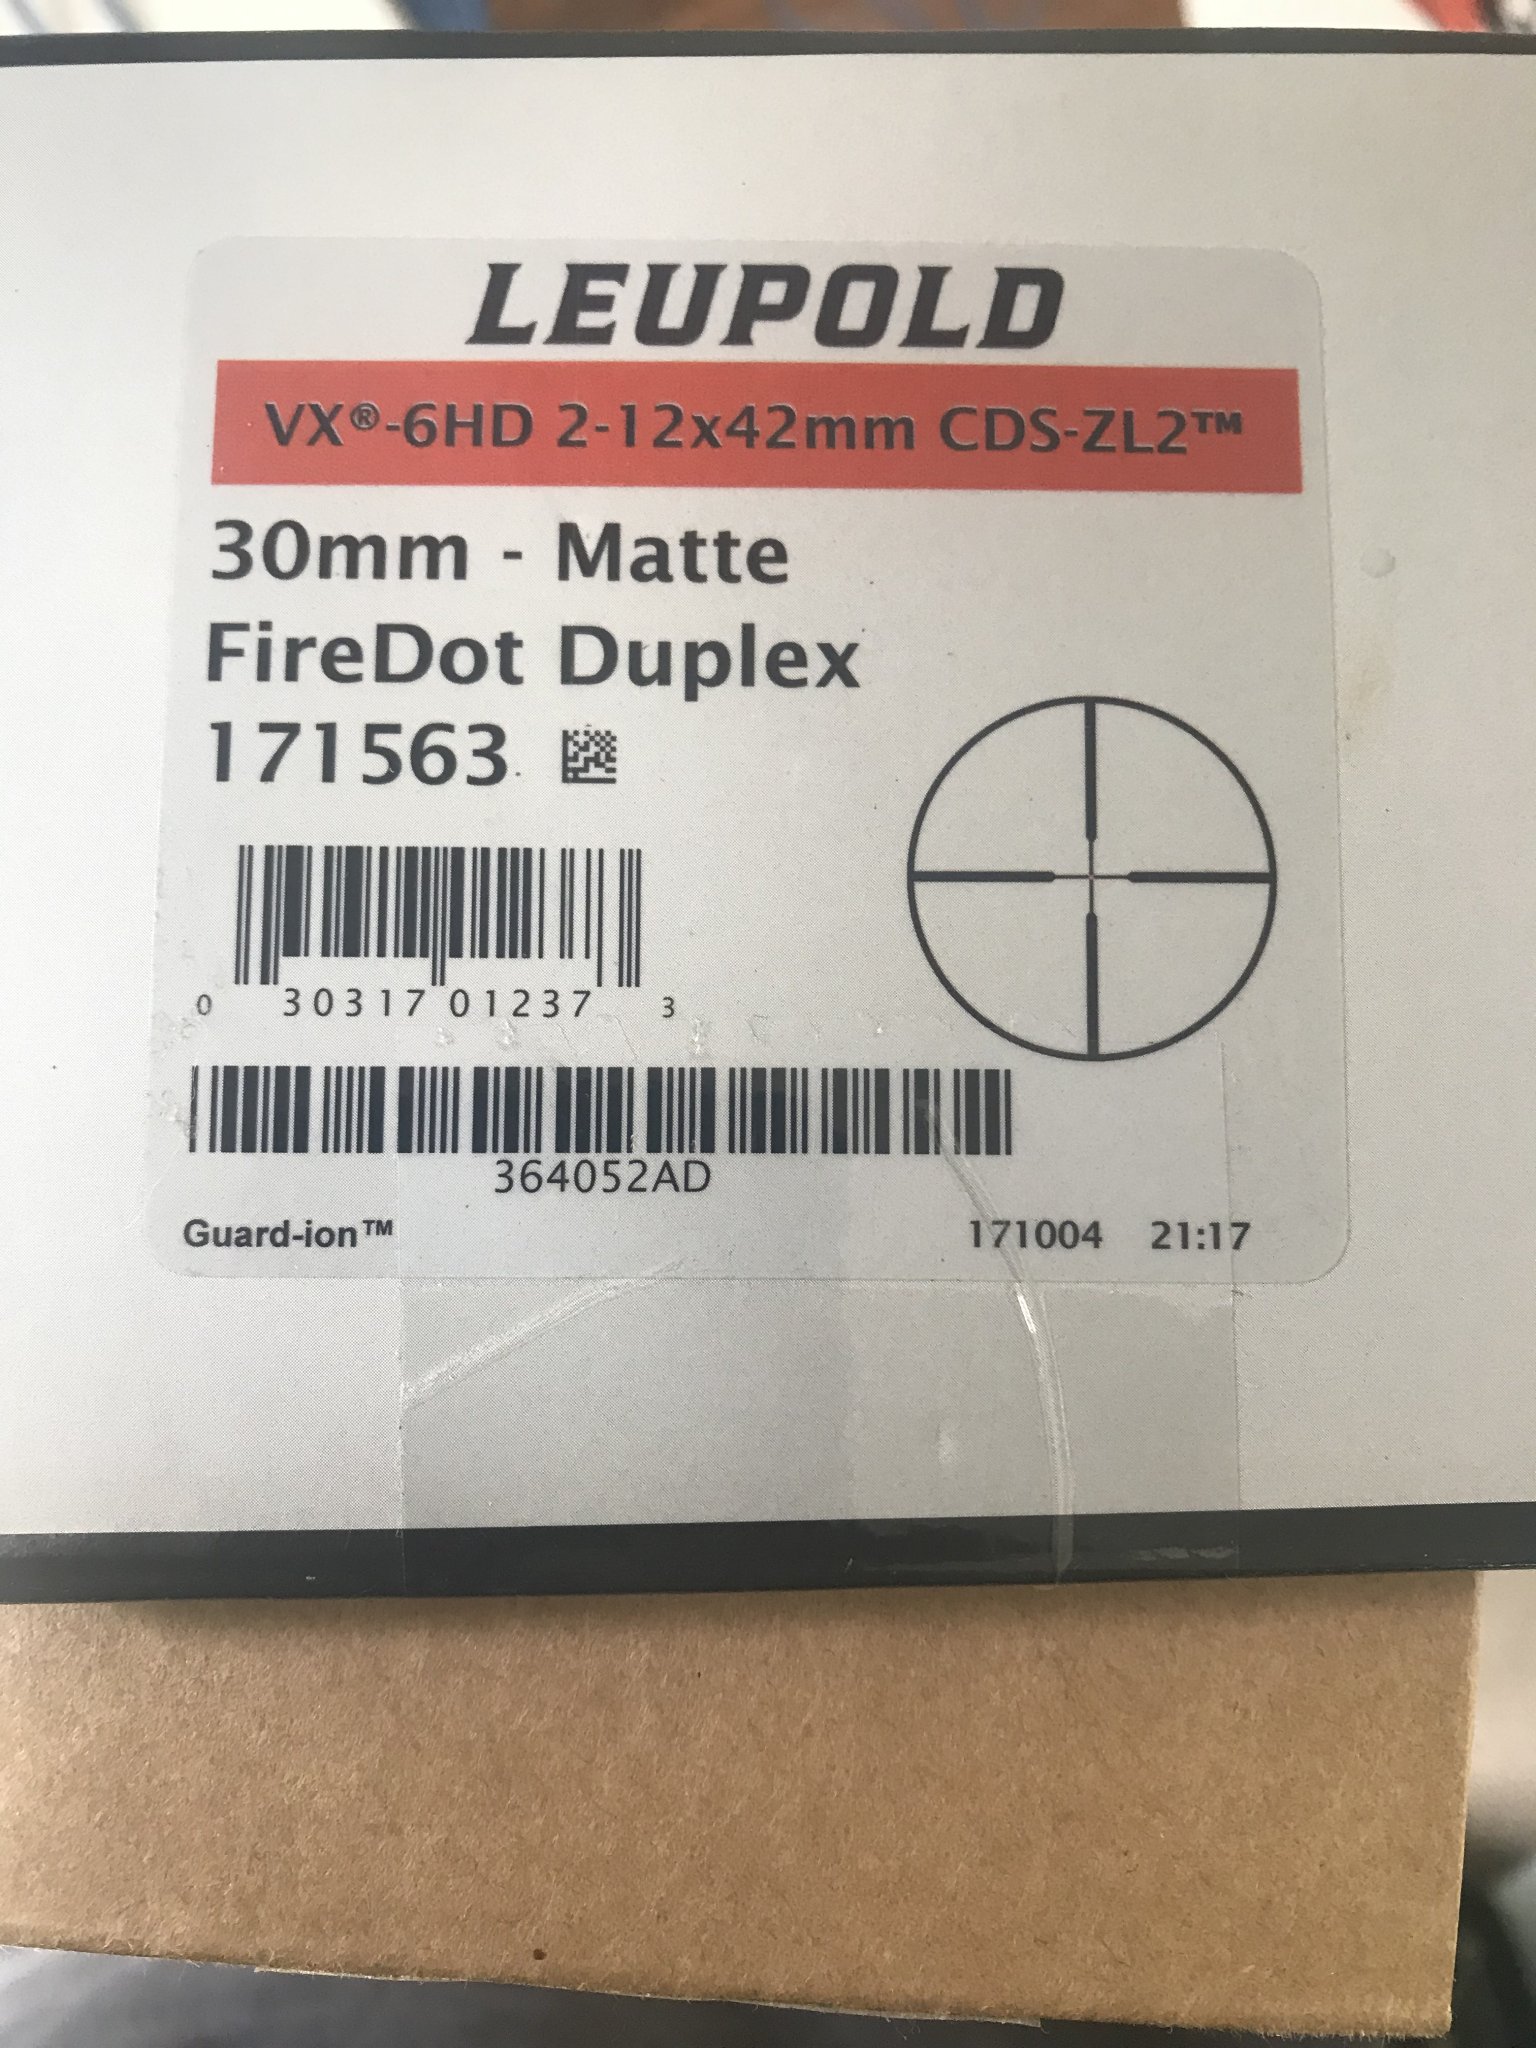 LEUPOLD
VX®-6HD 2-12x42mm CDS-ZL2™
30mm - Matte
FireDot Duplex
171563
0 30317 01237 3
364052AD
Guard-ion™ 171004 21:17